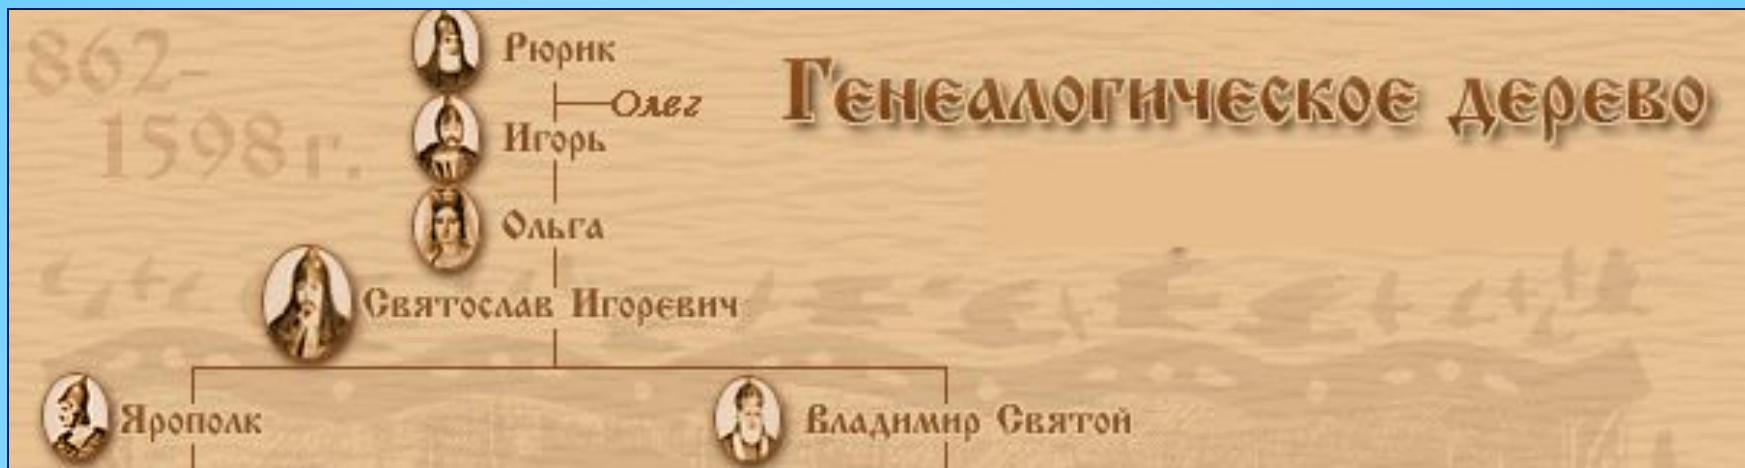 862-
1598 г.
Генеалогическое дерево
Рюрик
Олег
Игорь
Ольга
Святослав Игоревич
Ярополк
Владимир Святой